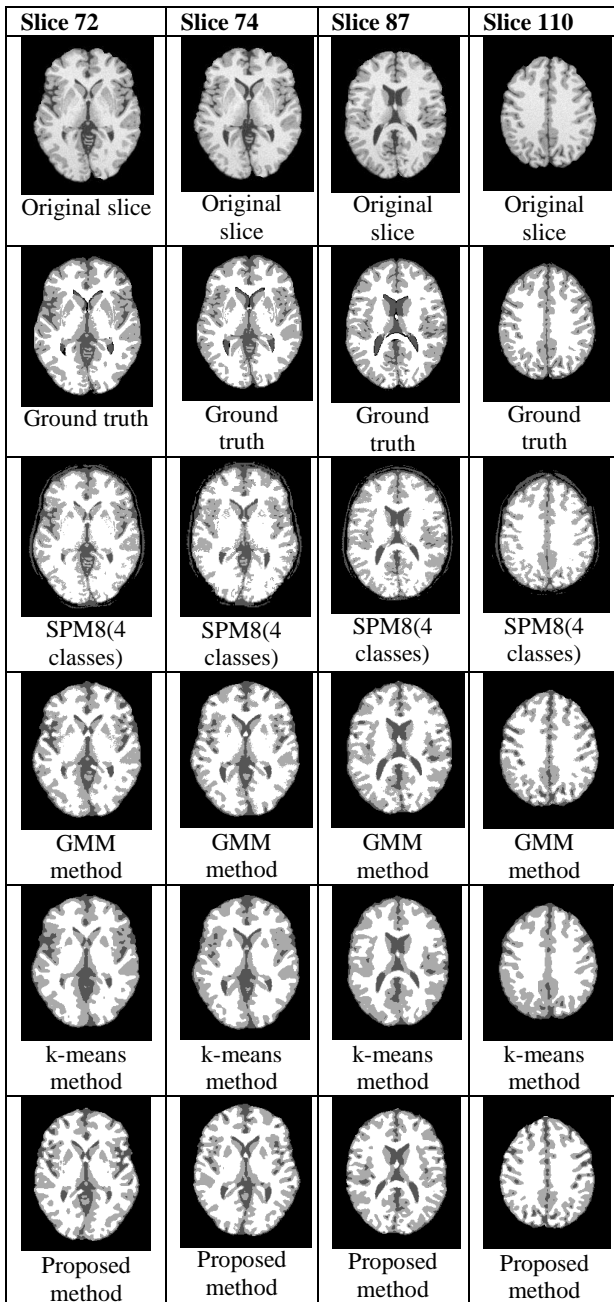 Slice 72 Slice 74 Slice 87 Slice 110
Original slice
Original
slice
Original
slice
Original
slice
Ground truth
Ground
truth
Ground
truth
Ground
truth
SPM8(4
classes)
SPM8(4
classes)
SPM8(4
classes)
SPM8(4
classes)
GMM
method
GMM
method
GMM
method
GMM
method
k-means
method
k-means
method
k-means
method
k-means
method
Proposed
method
Proposed
method
Proposed
method
Proposed
method